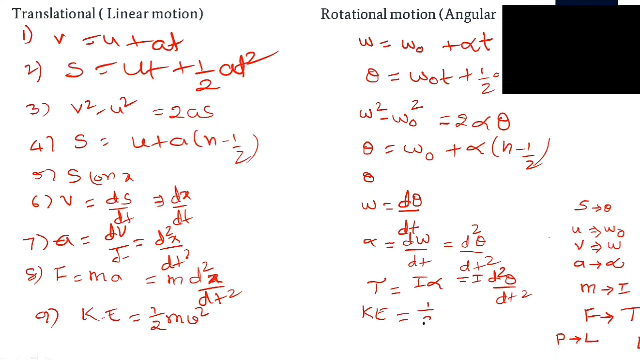 Translational ( Linear motion)
1) v = u + at
2) S = ut + 1/2 at²
3) v² - u² = 2as
4) S = u + a (n - 1/2)
5) S (or) x
6) v = ds/dt ⇒ dx/dt
7) a = dv/dt = d²x/dt²
8) F = ma = m d²x/dt²
9) K.E = 1/2 mv²
Rotational motion (Angular
ω = ω₀ + αt
θ = ω₀t + 1/2
ω² - ω₀² = 2αθ
θ = ω₀ + α (n - 1/2)
θ
ω = dθ/dt
α = dω/dt = d²θ/dt²
T = Iα = I d²θ/dt²
KE = 1/2
S → θ
u → ω₀
v → ω
a → α
m → I
F → T
P → L